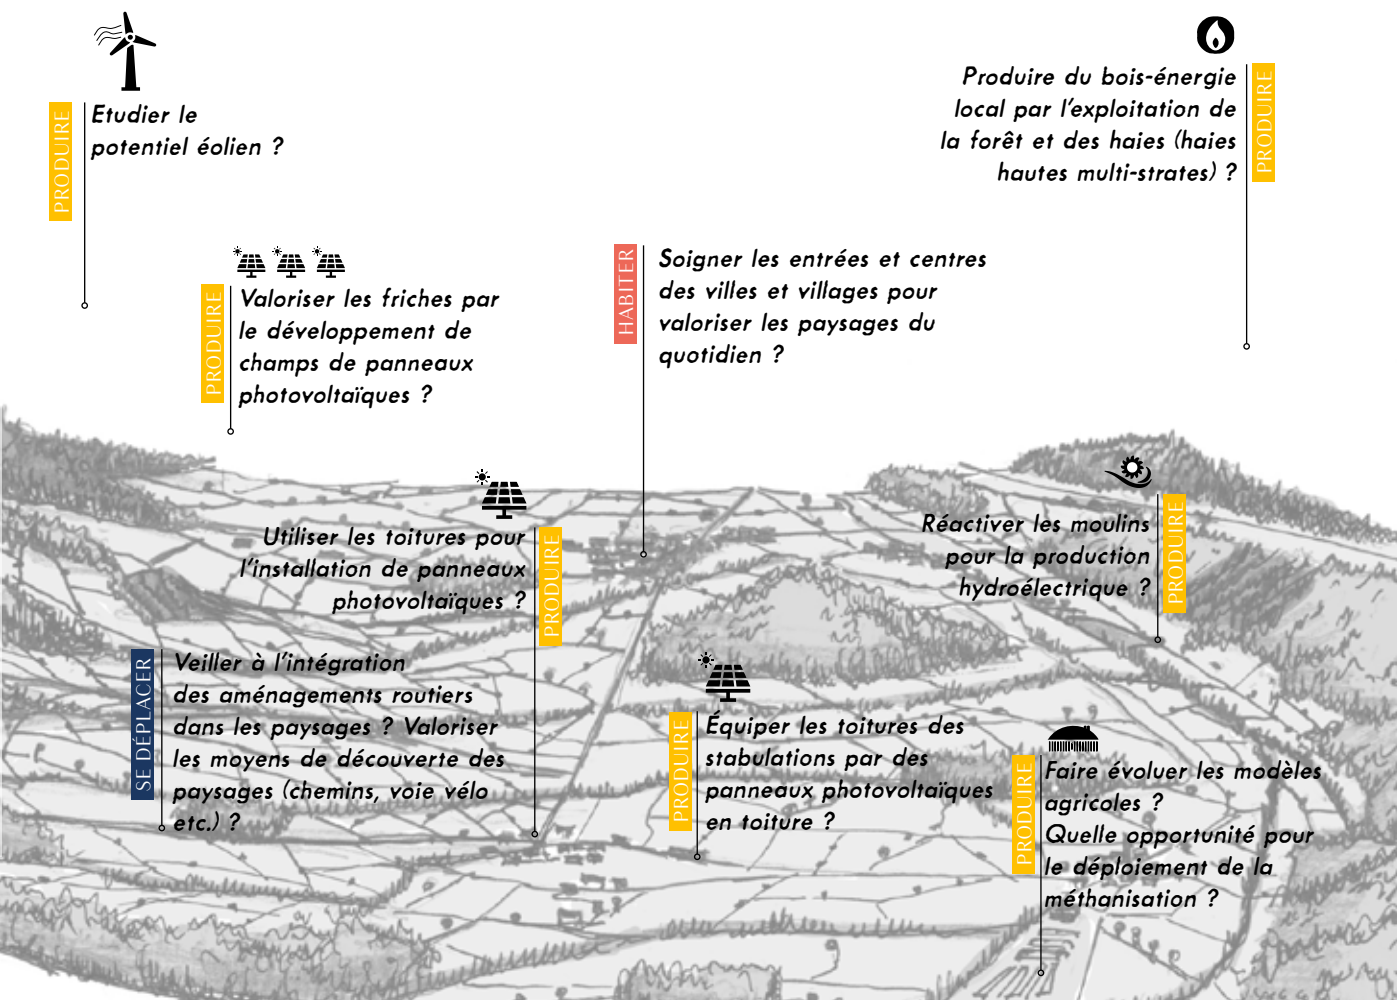 PRODUIRE
Etudier le
potentiel éolien ?
PRODUIRE
Produire du bois-énergie
local par l'exploitation de
la forêt et des haies (haies
hautes multi-strates) ?
PRODUIRE
Valoriser les friches par
le développement de
champs de panneaux
photovoltaïques ?
HABITER
Soigner les entrées et centres
des villes et villages pour
valoriser les paysages du
quotidien ?
PRODUIRE
Utiliser les toitures pour
l'installation de panneaux
photovoltaïques ?
PRODUIRE
Réactiver les moulins
pour la production
hydroélectrique ?
SE DÉPLACER
Veiller à l'intégration
des aménagements routiers
dans les paysages ? Valoriser
les moyens de découverte des
paysages (chemins, voie vélo
etc.) ?
PRODUIRE
Équiper les toitures des
stabulations par des
panneaux photovoltaïques
en toiture ?
PRODUIRE
Faire évoluer les modèles
agricoles ?
Quelle opportunité pour
le déploiement de la
méthanisation ?